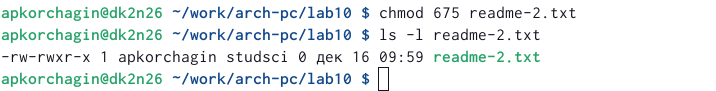 apkorchagin@dk2n26 ~/work/arch-pc/lab10 $ chmod 675 readme-2.txt
apkorchagin@dk2n26 ~/work/arch-pc/lab10 $ ls -l readme-2.txt
-rw-rwxr-x 1 apkorchagin studsci 0 дек 16 09:59 readme-2.txt
apkorchagin@dk2n26 ~/work/arch-pc/lab10 $